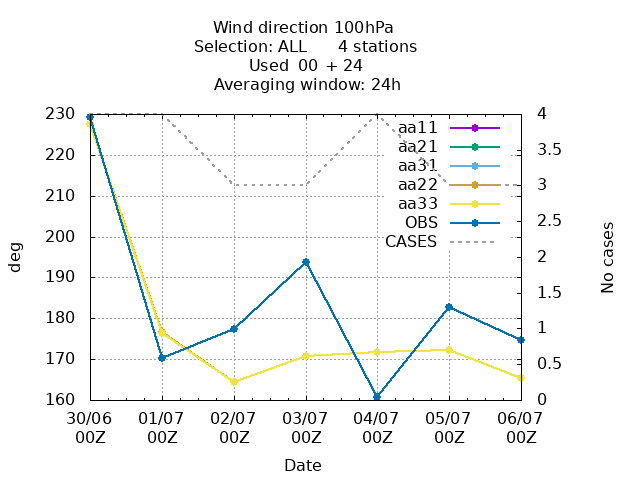 Wind direction 100hPa
Selection: ALL      4 stations
Used  00 + 24
Averaging window: 24h
230
220
210
200
190
180
170
160
deg
4
3.5
3
2.5
2
1.5
1
0.5
0
No cases
aa11
aa21
aa31
aa22
aa33
OBS
CASES
30/06 01/07 02/07 03/07 04/07 05/07 06/07
00Z 00Z 00Z 00Z 00Z 00Z 00Z
Date